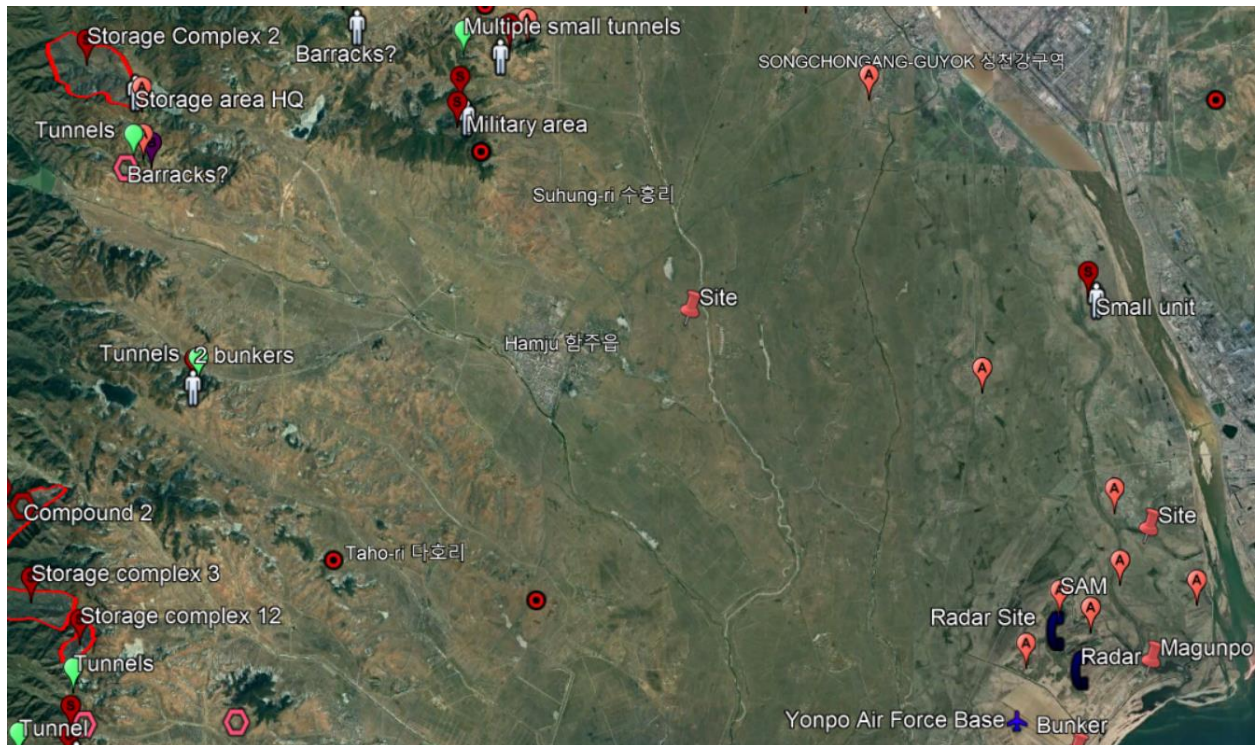 Storage Complex 2
Barracks?
Multiple small tunnels
SONGCHONGANG-GUYOK 성천강구역
A
Storage area HQ
S
S
Tunnels
Military area
Barracks?
Suhung-ri 수흥리
S
Site
Small unit
Hamju 함주읍
Tunnels 2 bunkers
A
Compound 2
A
Site
Taho-ri 다호리
Storage complex 3
A
SAM
A
Storage complex 12
Radar Site
A
A
Tunnels
Radar
Magunpo
S
Tunnel
Yonpo Air Force Base
Bunker